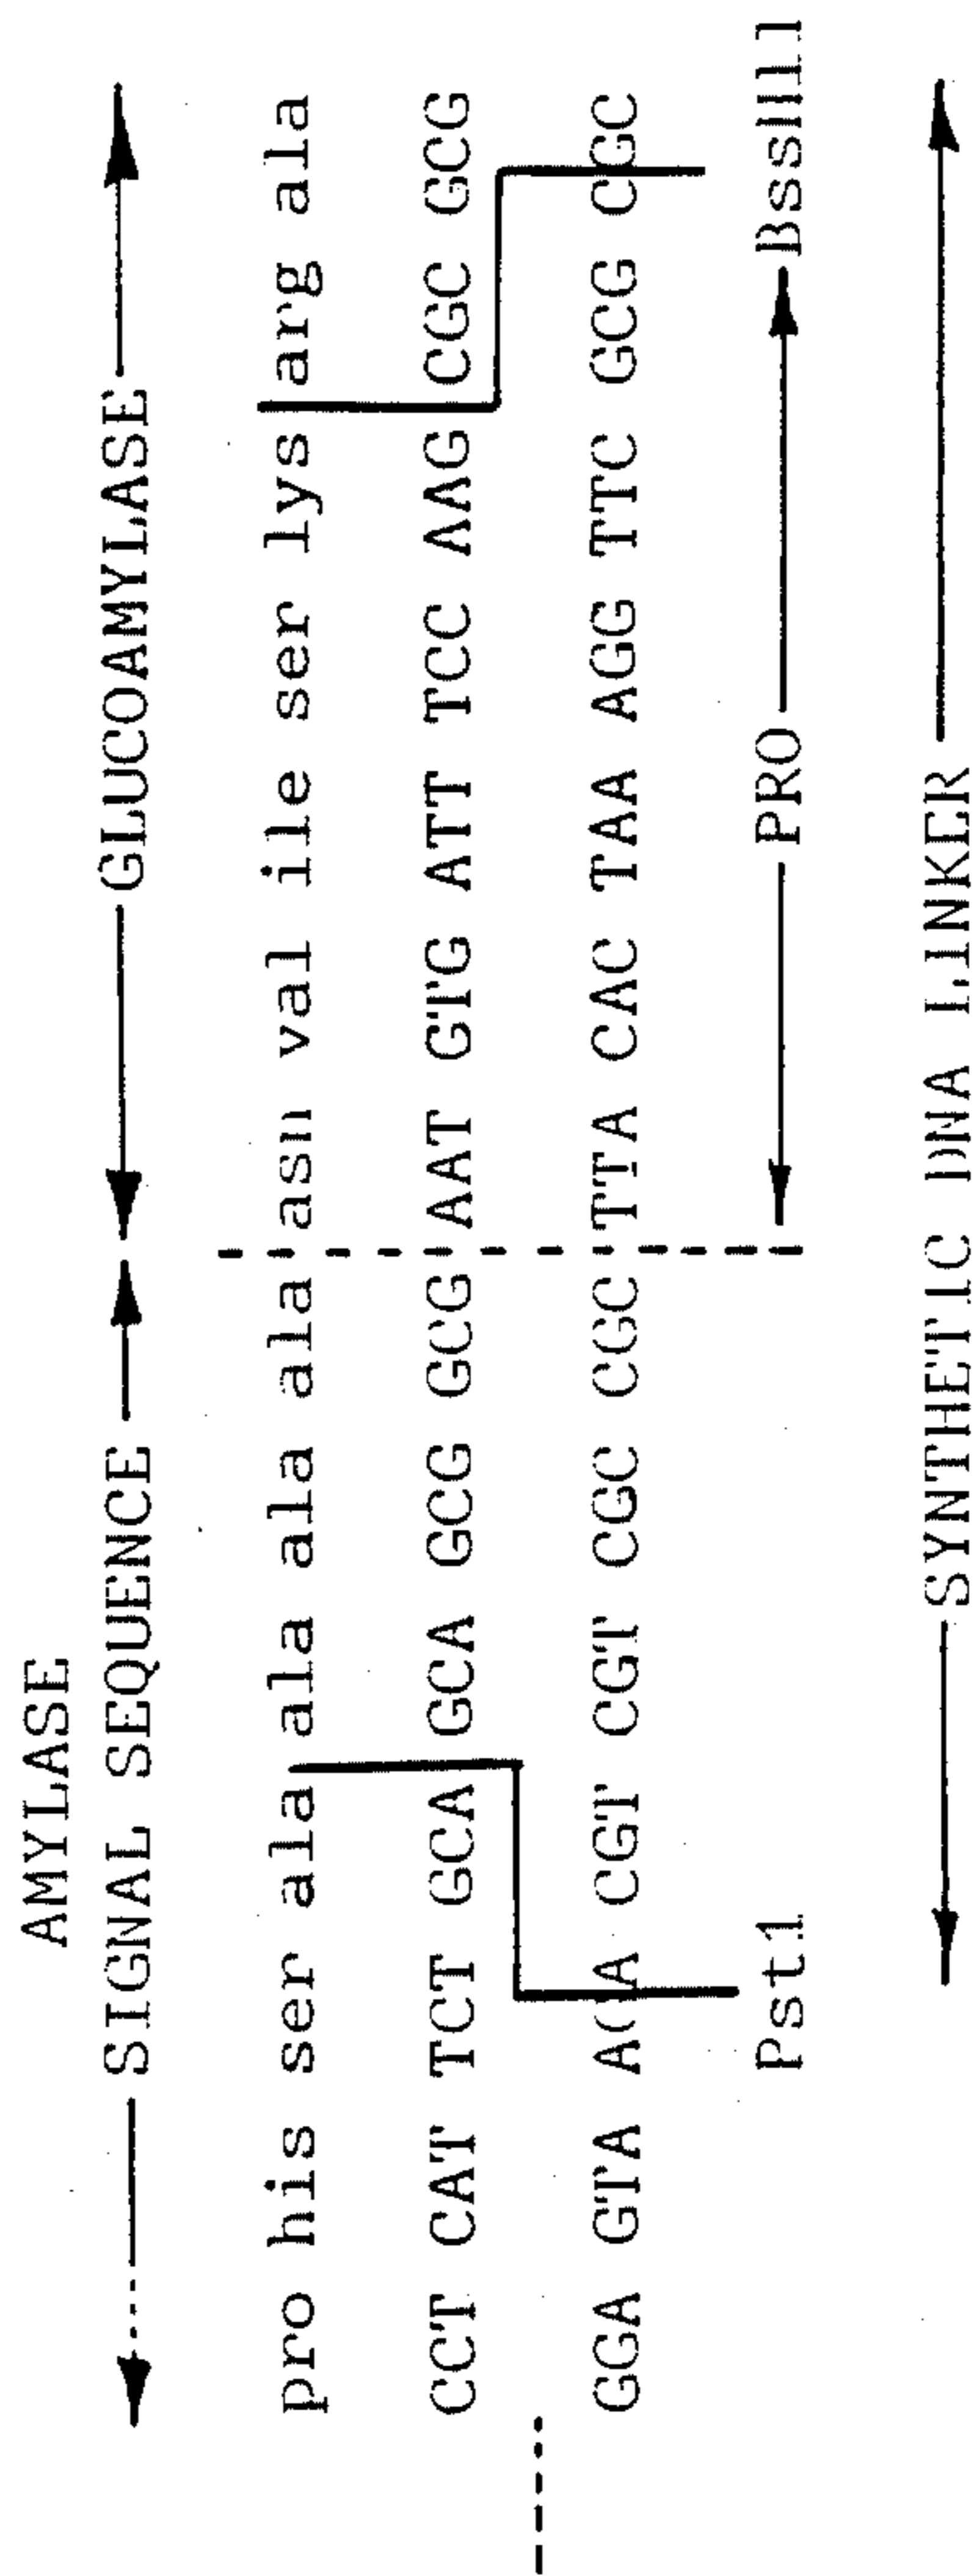 AMYLASE
SIGNAL SEQUENCE GLUCOAMYLASE
pro his ser ala ala ala ala asn val ile ser lys arg ala
CCT CAT TCT GCA GCA GCG GCG AAT GTG ATT TCC AAG CGC GCG
GGA GTA AGA CGT CGT CGC CGC TTA CAC TAA AGG TTC GCG CGC
Pst1 PRO BssHII
SYNTHETIC DNA LINKER